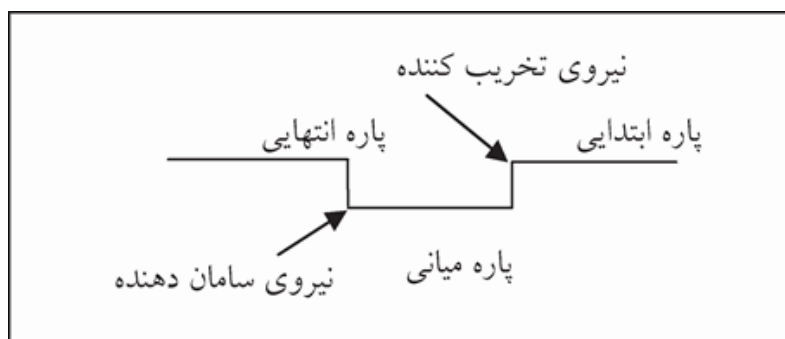 نیروی تخریب کننده
پاره ابتدایی
پاره انتهایی
پاره میانی
نیروی سامان دهنده